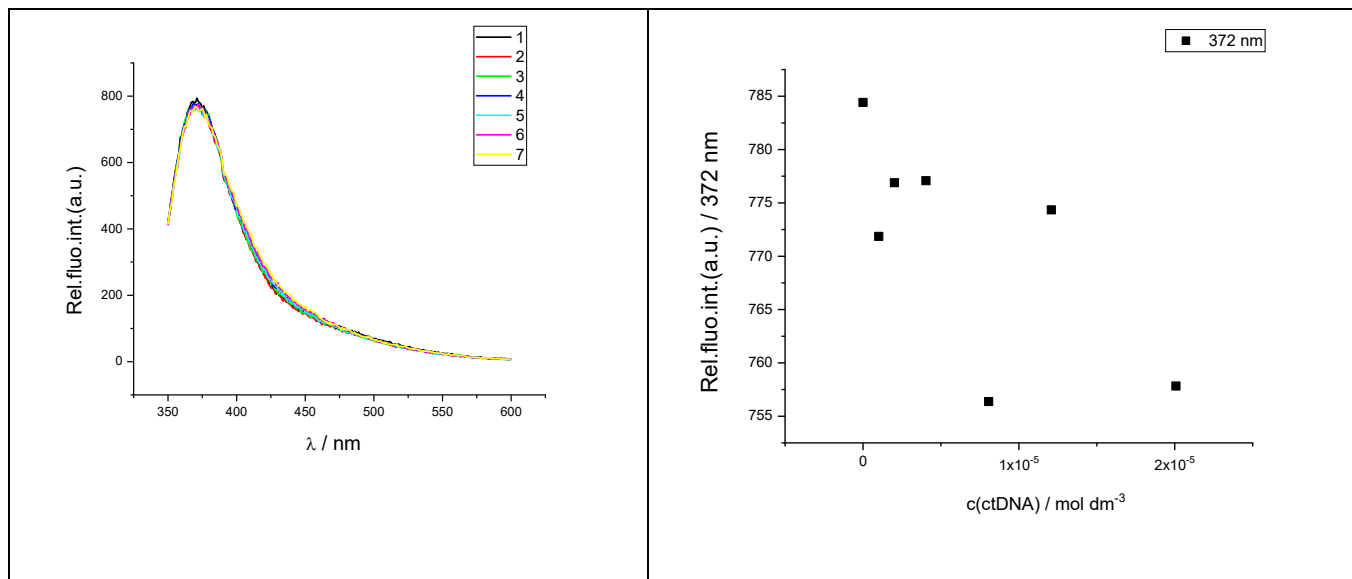 1
2
3
4
5
6
7
800
600
400
200
0
Rel.fluo.int.(a.u.)
350 400 450 500 550 600
λ / nm
372 nm
785
780
775
770
765
760
755
Rel.fluo.int.(a.u.) / 372 nm
0 1x10⁻⁵ 2x10⁻⁵
c(ctDNA) / mol dm⁻³